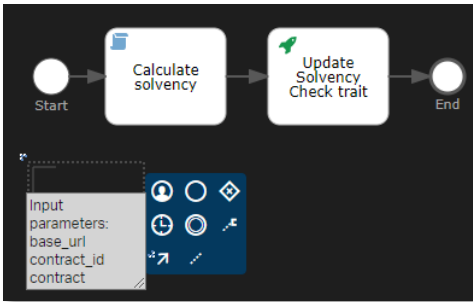 Calculate
solvency
Update
Solvency
Check trait
Start
End
Input
parameters:
base_url
contract_id
contract